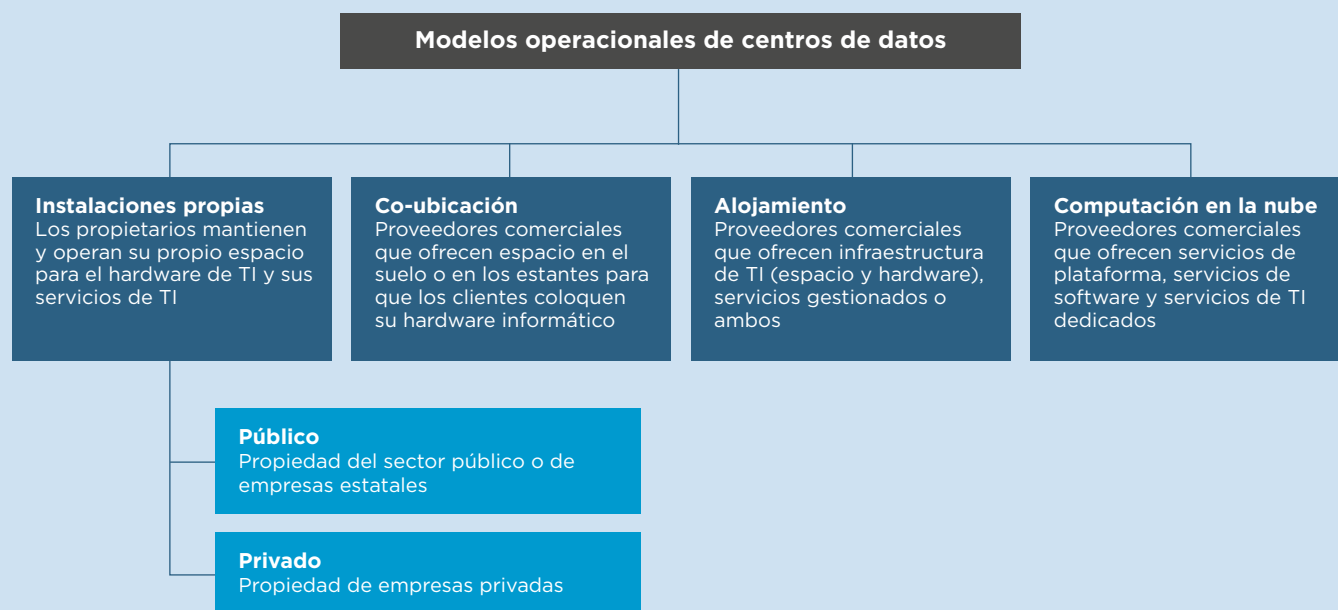 Modelos operacionales de centros de datos
Instalaciones propias
Los propietarios mantienen
y operan su propio espacio
para el hardware de TI y sus
servicios de TI
Co-ubicación
Proveedores comerciales
que ofrecen espacio en el
suelo o en los estantes para
que los clientes coloquen
su hardware informático
Alojamiento
Proveedores comerciales
que ofrecen infraestructura
de TI (espacio y hardware),
servicios gestionados o
ambos
Computación en la nube
Proveedores comerciales
que ofrecen servicios de
plataforma, servicios de
software y servicios de TI
dedicados
Público
Propiedad del sector público o de
empresas estatales
Privado
Propiedad de empresas privadas